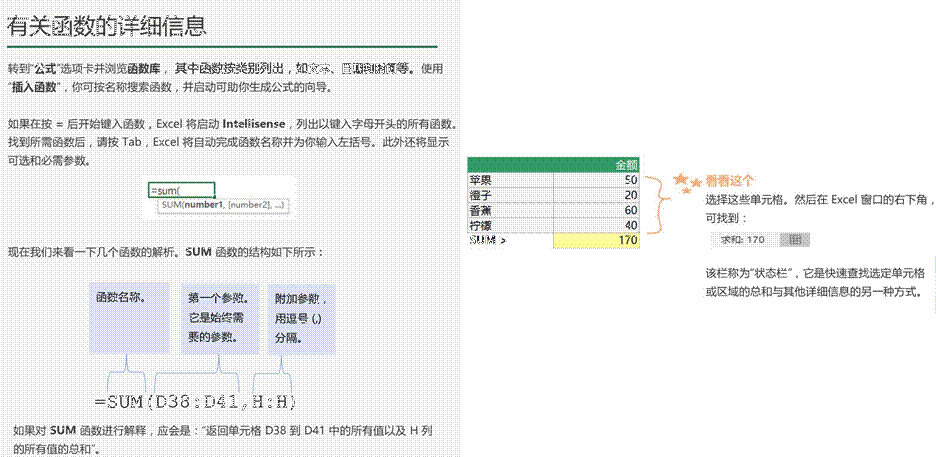 有关函数的详细信息
转到“公式”选项卡并浏览函数库，其中函数按类别列出，如文本、日期和时间等。使用
“插入函数”，你可按名称搜索函数，并启动可助你生成公式的向导。
如果在按 = 后开始键入函数，Excel 将启动 Intellisense，列出以键入字母开头的所有函数。
找到所需函数后，请按 Tab，Excel 将自动完成函数名称并为你输入左括号。此外还将显示
可选和必需参数。
=sum(
SUM(number1, [number2], ...)
现在我们来看一下几个函数的解析。SUM 函数的结构如下所示：
函数名称。
第一个参数。
它是始终需
要的参数。
附加参数，
用逗号 (,)
分隔。
=SUM(D38:D41,H:H)
如果对 SUM 函数进行解释，应会是：“返回单元格 D38 到 D41 中的所有值以及 H 列
的所有值的总和”。
金额
苹果 50
橙子 20
香蕉 60
柠檬 40
SUM > 170
看看这个
选择这些单元格。然后在 Excel 窗口的右下角，
可找到：
求和: 170
该栏称为“状态栏”，它是快速查找选定单元格
或区域的总和与其他详细信息的另一种方式。